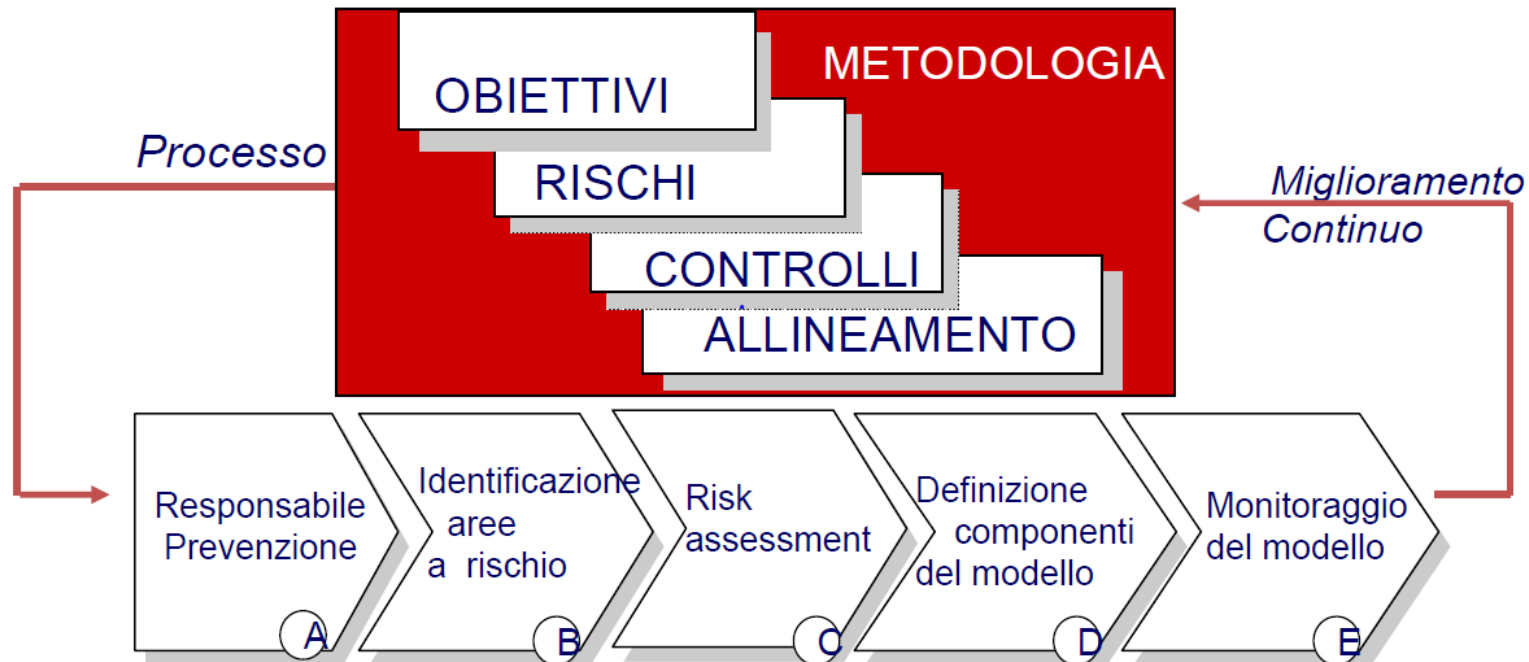 METODOLOGIA
OBIETTIVI
RISCHI
CONTROLLI
ALLINEAMENTO
Processo
Miglioramento
Continuo
Responsabile
Prevenzione
A
Identificazione
aree
a rischio
B
Risk
assessment
C
Definizione
componenti
del modello
D
Monitoraggio
del modello
E